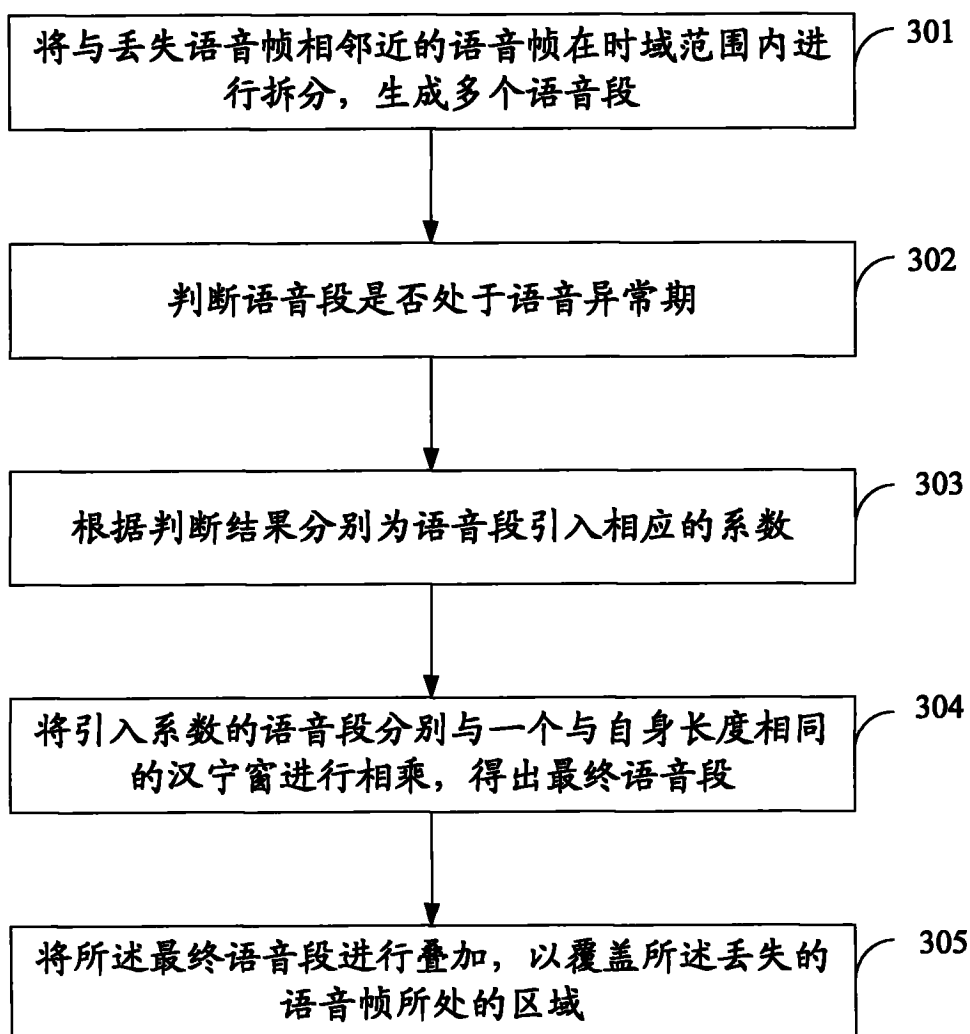 将与丢失语音帧相邻近的语音帧在时域范围内进
行拆分，生成多个语音段
301
判断语音段是否处于语音异常期
302
根据判断结果分别为语音段引入相应的系数
303
将引入系数的语音段分别与一个与自身长度相同
的汉宁窗进行相乘，得出最终语音段
304
将所述最终语音段进行叠加，以覆盖所述丢失的
语音帧所处的区域
305